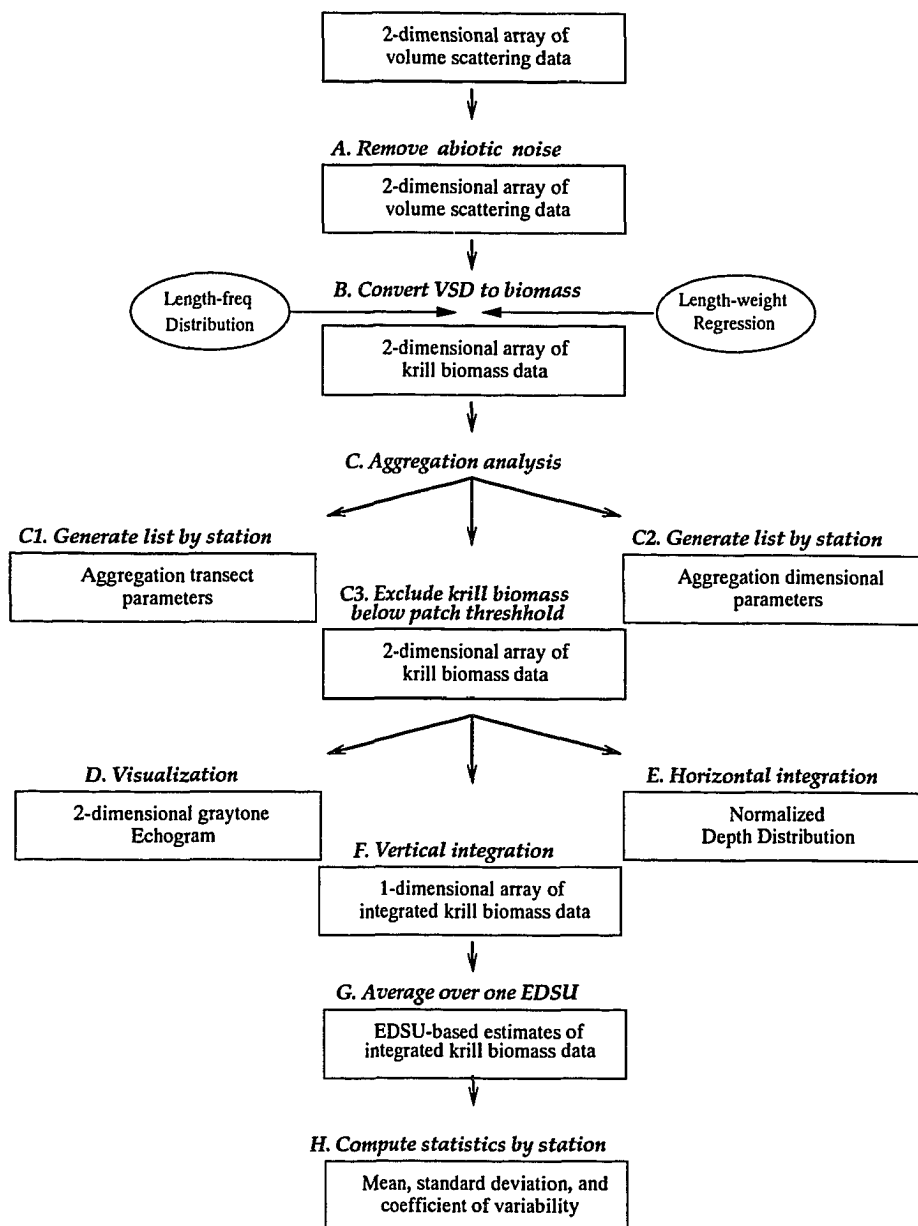 2-dimensional array of
volume scattering data
A. Remove abiotic noise
2-dimensional array of
volume scattering data
B. Convert VSD to biomass
Length-freq
Distribution
Length-weight
Regression
2-dimensional array of
krill biomass data
C. Aggregation analysis
C1. Generate list by station
Aggregation transect
parameters
C3. Exclude krill biomass
below patch threshhold
2-dimensional array of
krill biomass data
C2. Generate list by station
Aggregation dimensional
parameters
D. Visualization
2-dimensional graytone
Echogram
E. Horizontal integration
Normalized
Depth Distribution
F. Vertical integration
1-dimensional array of
integrated krill biomass data
G. Average over one EDSU
EDSU-based estimates of
integrated krill biomass data
H. Compute statistics by station
Mean, standard deviation, and
coefficient of variability